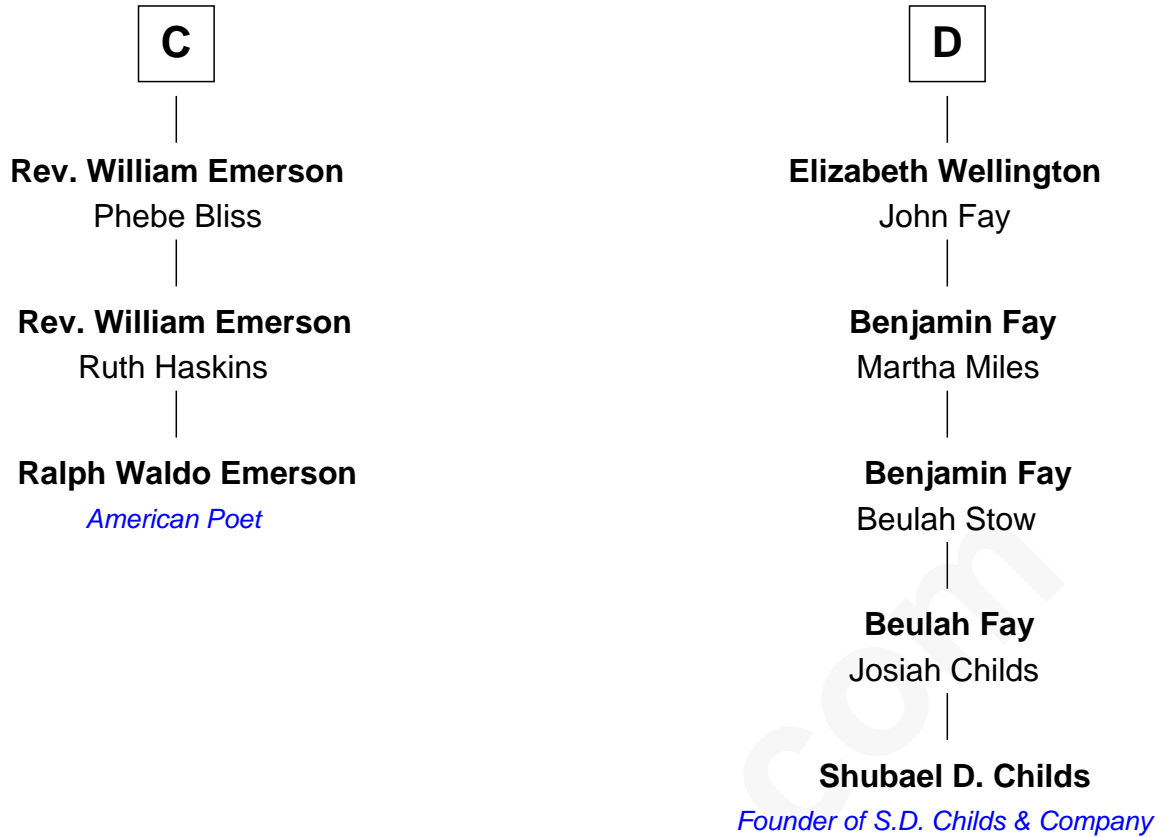 C
Rev. William Emerson
Phebe Bliss
Rev. William Emerson
Ruth Haskins
Ralph Waldo Emerson
American Poet
D
Elizabeth Wellington
John Fay
Benjamin Fay
Martha Miles
Benjamin Fay
Beulah Stow
Beulah Fay
Josiah Childs
Shubael D. Childs
Founder of S.D. Childs & Company
com